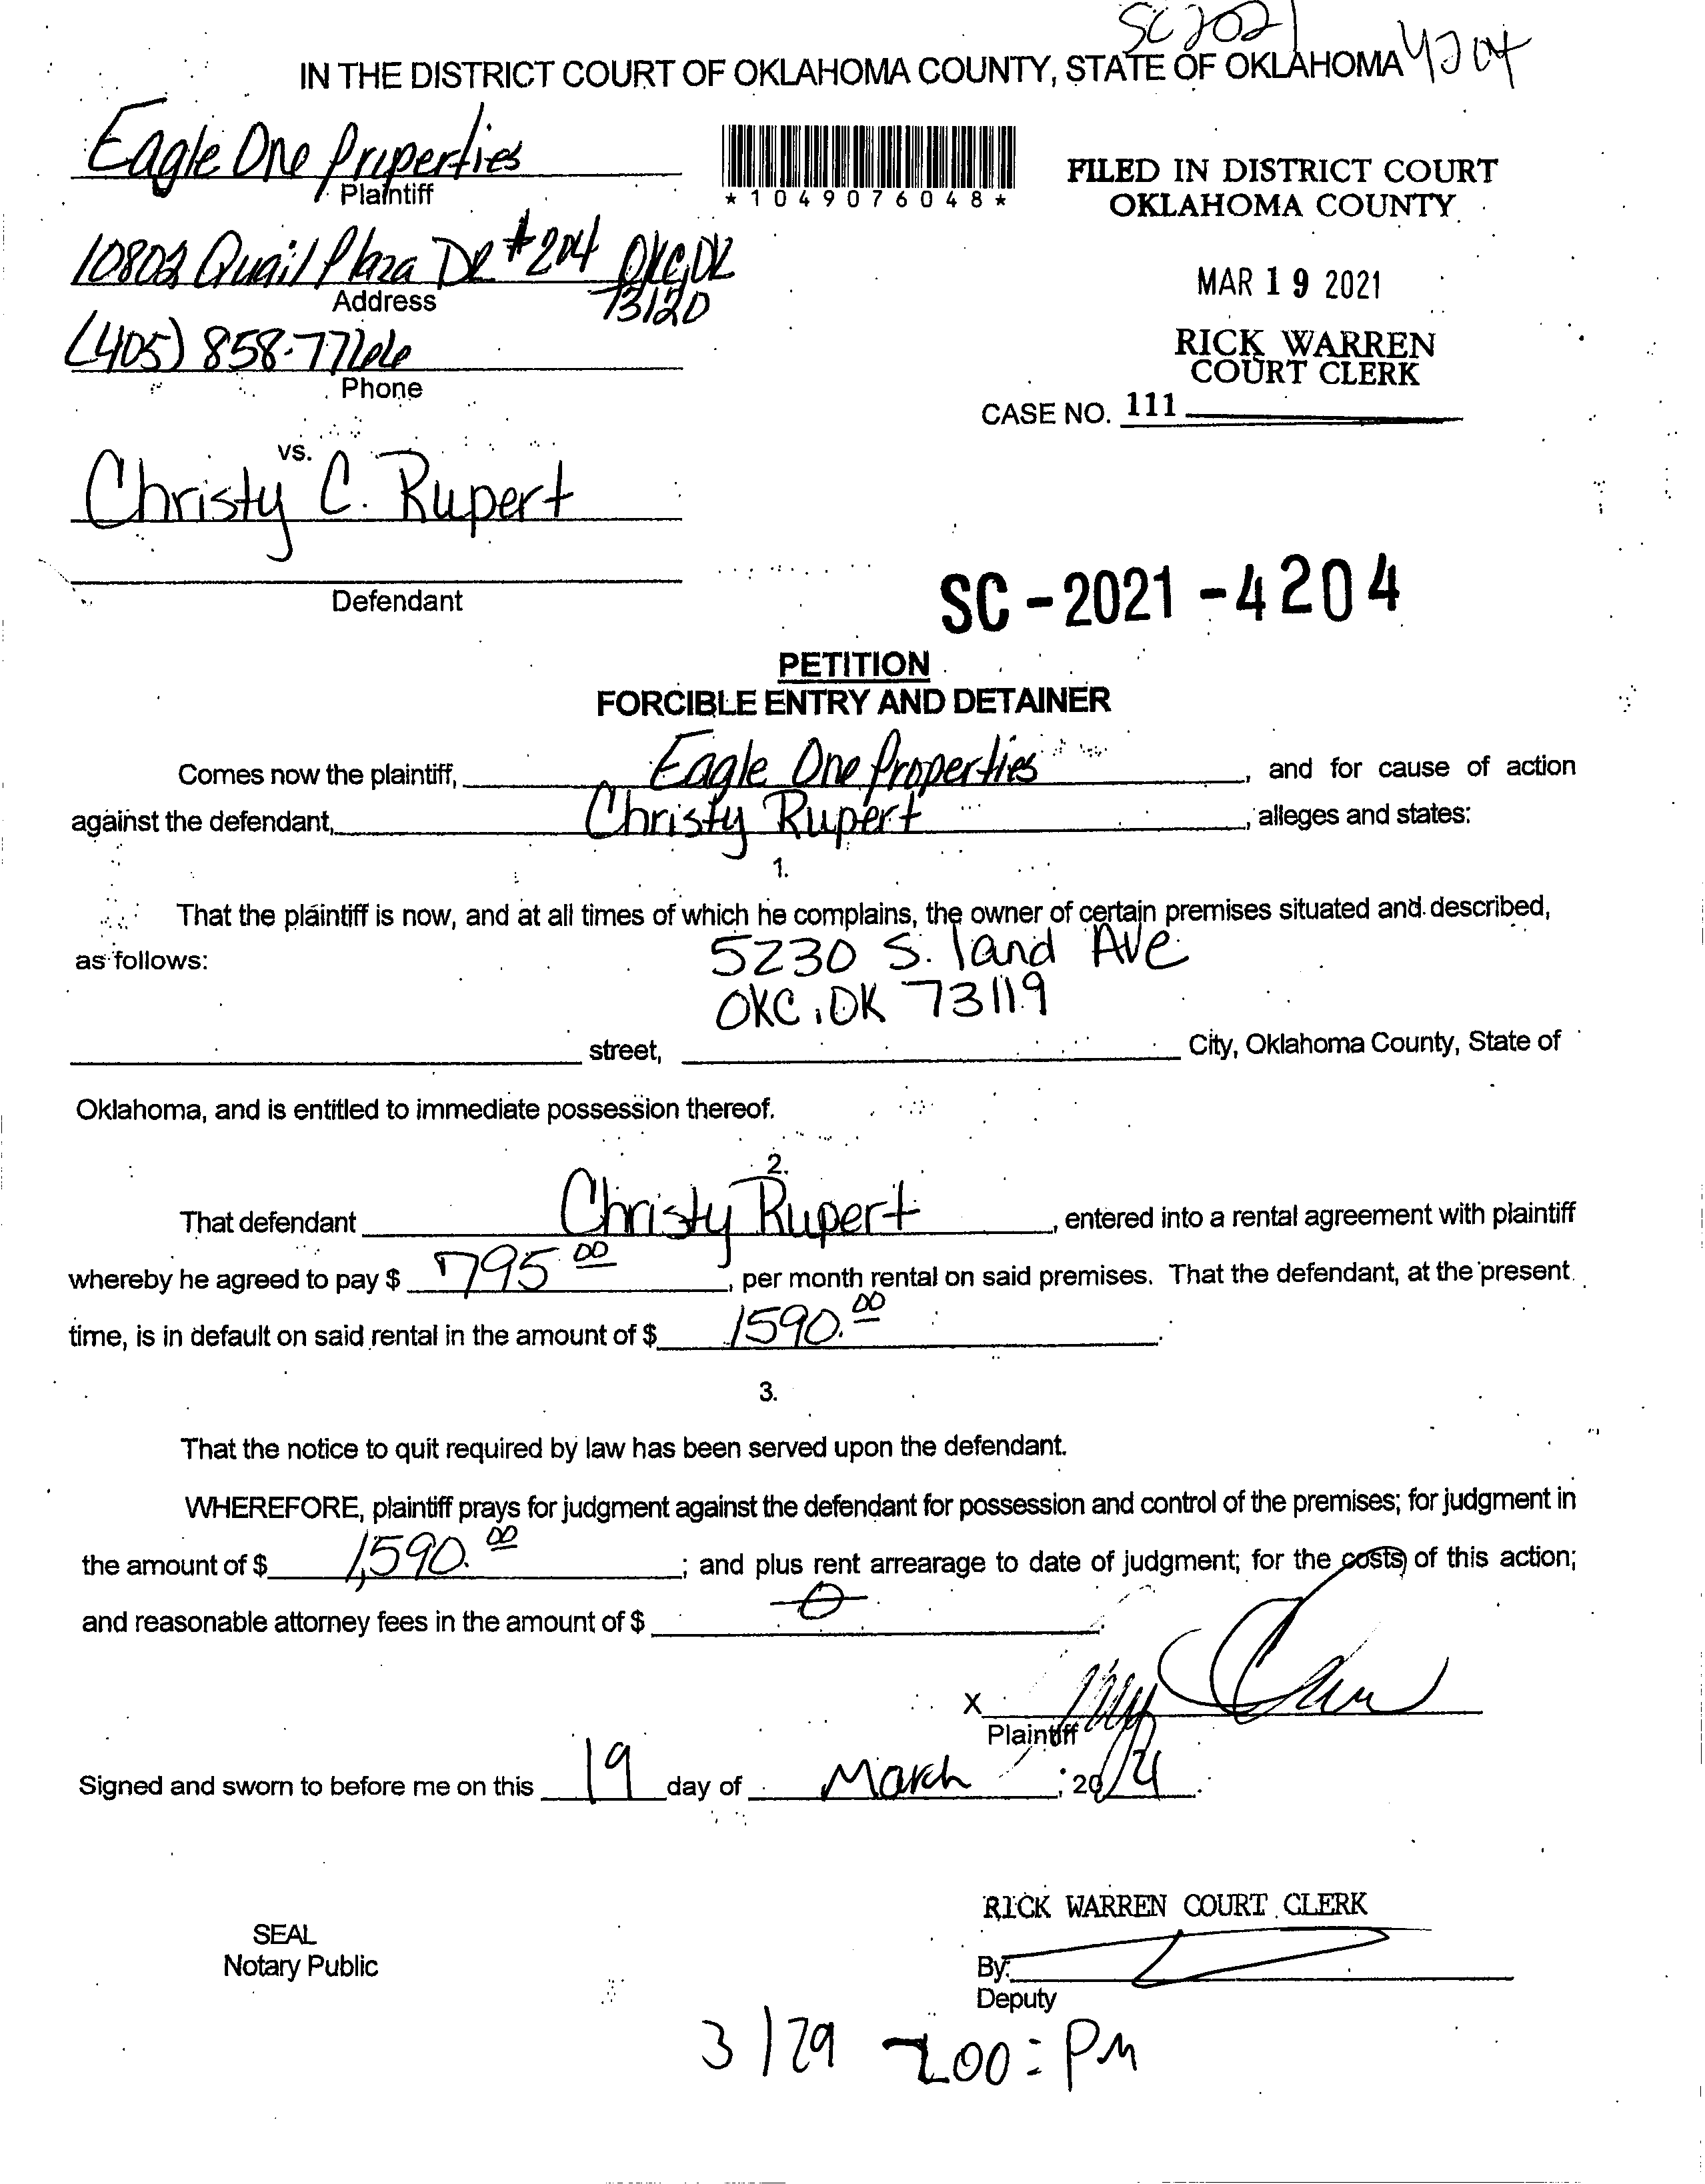 SC 2021 4204
IN THE DISTRICT COURT OF OKLAHOMA COUNTY, STATE OF OKLAHOMA
Eagle One Properties
Plaintiff
*1049076048*
FILED IN DISTRICT COURT
OKLAHOMA COUNTY
10802 Quail Plaza DR #204 OKC, OK
73120
Address
MAR 19 2021
(405) 858-7766
Phone
RICK WARREN
COURT CLERK
CASE NO. 111
vs.
Christy C. Rupert
Defendant
SC-2021-4204
PETITION
FORCIBLE ENTRY AND DETAINER
Comes now the plaintiff, Eagle One Properties, and for cause of action
against the defendant, Christy Rupert, alleges and states:
1.
That the plaintiff is now, and at all times of which he complains, the owner of certain premises situated and described,
as follows: 5230 S. land Ave
OKC, OK 73119
street, City, Oklahoma County, State of
Oklahoma, and is entitled to immediate possession thereof.
2.
That defendant Christy Rupert, entered into a rental agreement with plaintiff
whereby he agreed to pay $ 795.00, per month rental on said premises. That the defendant, at the present
time, is in default on said rental in the amount of $ 1590.00.
3.
That the notice to quit required by law has been served upon the defendant.
WHEREFORE, plaintiff prays for judgment against the defendant for possession and control of the premises; for judgment in
the amount of $ 1,590.00; and plus rent arrearage to date of judgment; for the costs of this action;
and reasonable attorney fees in the amount of $ 0.
X
Plaintiff
Signed and sworn to before me on this 19 day of March, 2021.
RICK WARREN COURT CLERK
SEAL
Notary Public
By:
Deputy
3/29 200:PM